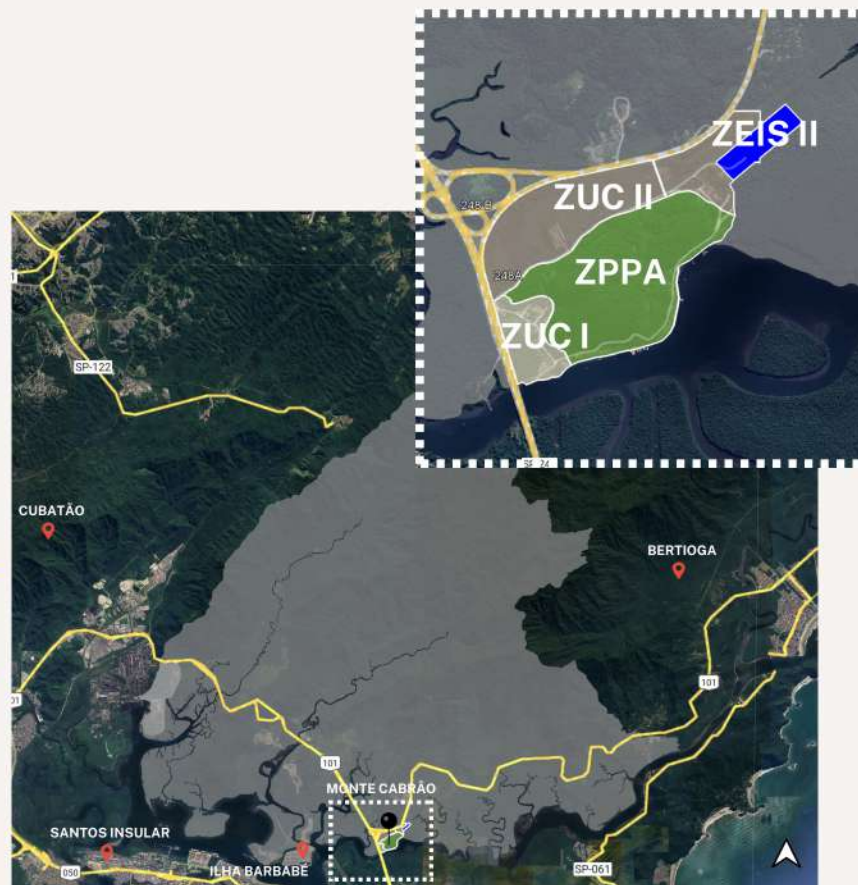 ZEIS II
ZUC II
248 B
ZPPA
248A
ZUC I
SP-122
CUBATÃO
BERTIOGA
101
101
MONTE CABRÃO
SANTOS INSULAR
ILHA BARBABÉ
050
SP-061